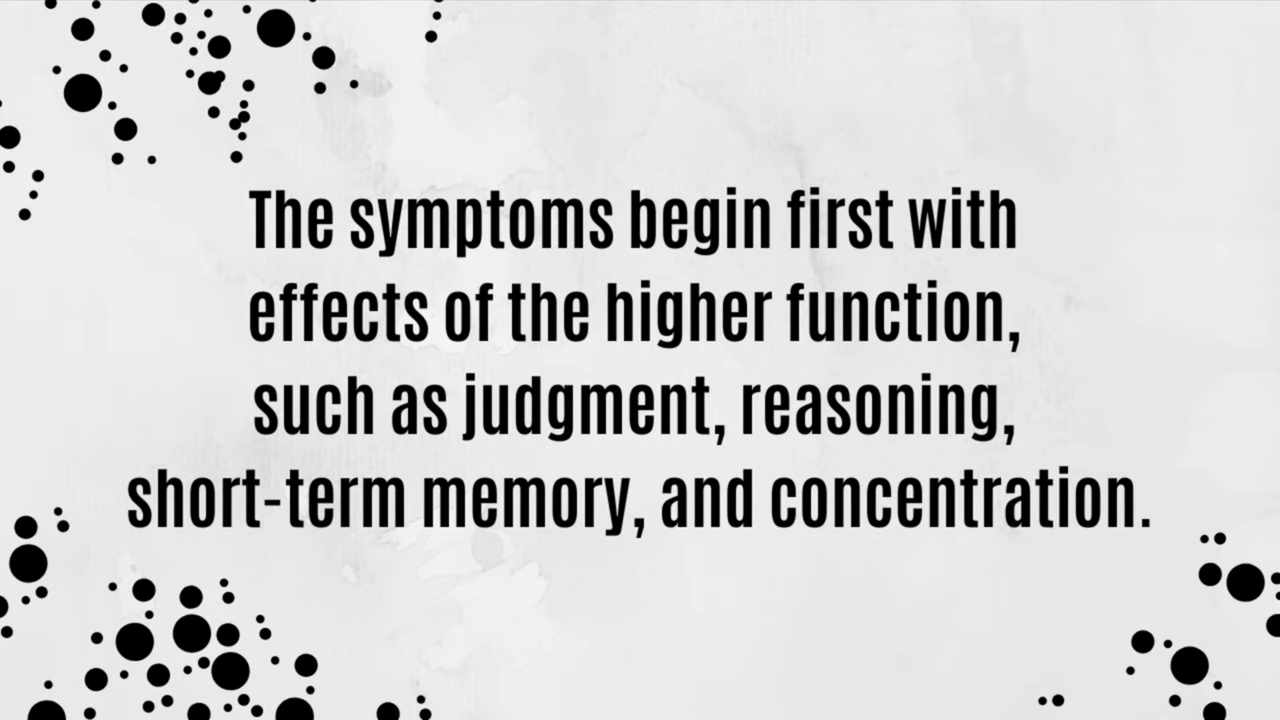 The symptoms begin first with
effects of the higher function,
such as judgment, reasoning,
short-term memory, and concentration.